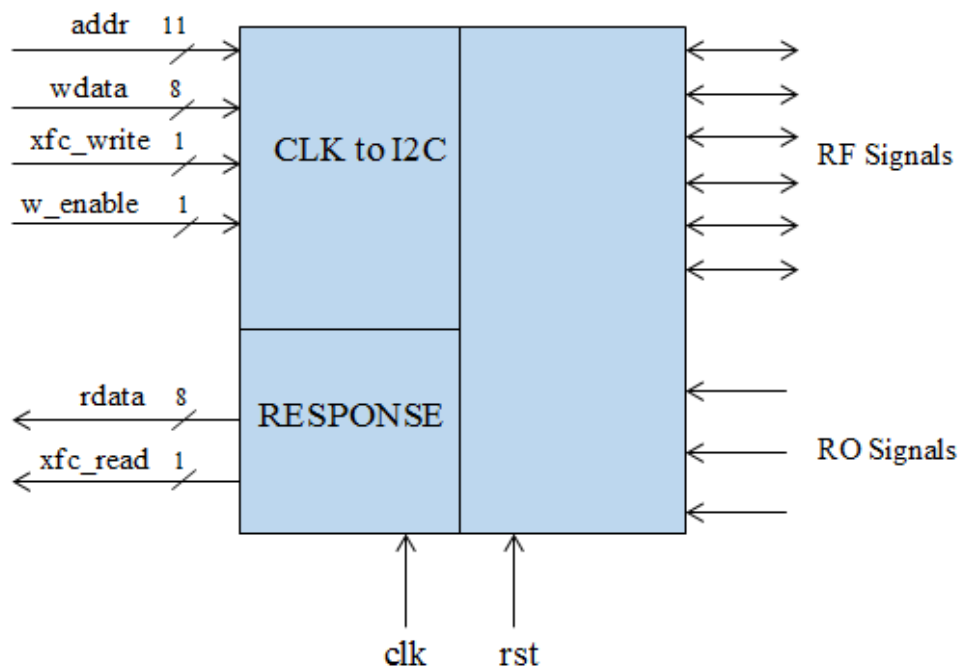 addr 11
wdata 8
xfc_write 1
w_enable 1
CLK to I2C
RF Signals
rdata 8
xfc_read 1
RESPONSE
RO Signals
clk rst